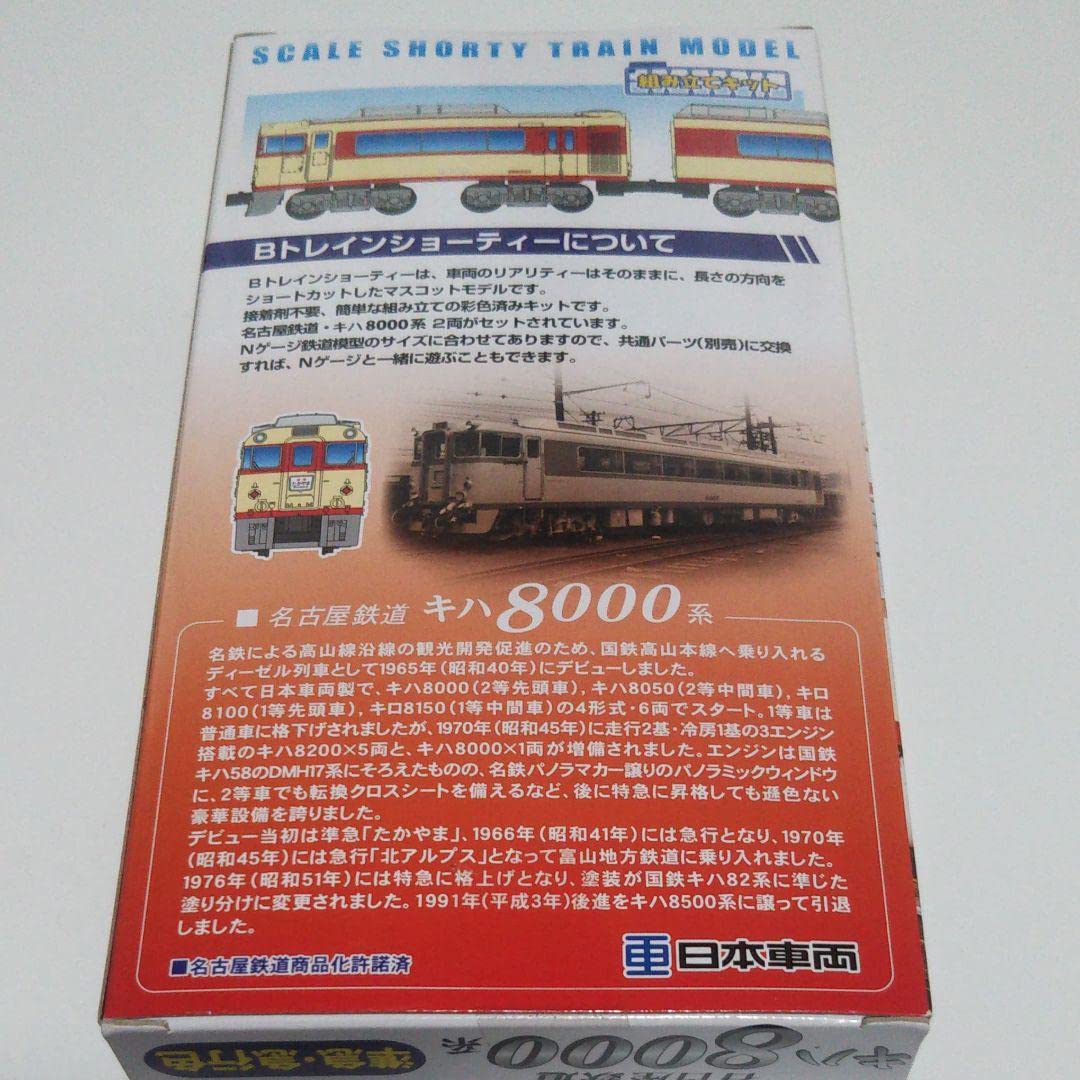 SCALE SHORTY TRAIN MODEL
組み立てキット
Bトレインショーティーについて
Bトレインショーティーは、車両のリアリティーはそのままに、長さの方向を
ショートカットしたマスコットモデルです。
接着剤不要、簡単な組み立ての彩色済みキットです。
名古屋鉄道・キハ8000系 2両がセットされています。
Nゲージ鉄道模型のサイズに合わせてありますので、共通パーツ(別売)に交換
すれば、Nゲージと一緒に遊ぶこともできます。
たかやま
■ 名古屋鉄道 キハ8000系
名鉄による高山線沿線の観光開発促進のため、国鉄高山本線へ乗り入れる
ディーゼル列車として1965年(昭和40年)にデビューしました。
すべて日本車両製で、キハ8000(2等先頭車)、キハ8050(2等中間車)、キロ
8100(1等先頭車)、キロ8150(1等中間車)の4形式・6両でスタート。1等車は
普通車に格下げされましたが、1970年(昭和45年)に走行2基・冷房1基の3エンジン
搭載のキハ8200×5両と、キハ8000×1両が増備されました。エンジンは国鉄
キハ58のDMH17系にそろえたものの、名鉄パノラマカー譲りのパノラミックウィンドウ
に、2等車でも転換クロスシートを備えるなど、後に特急に昇格しても遜色ない
豪華設備を誇りました。
デビュー当初は準急「たかやま」、1966年(昭和41年)には急行となり、1970年
(昭和45年)には急行「北アルプス」となって富山地方鉄道に乗り入れました。
1976年(昭和51年)には特急に格上げとなり、塗装が国鉄キハ82系に準じた
塗り分けに変更されました。1991年(平成3年)後進をキハ8500系に譲って引退
しました。
■名古屋鉄道商品化許諾済
日本車両
準急・急行色
名古屋鉄道
キハ8000系